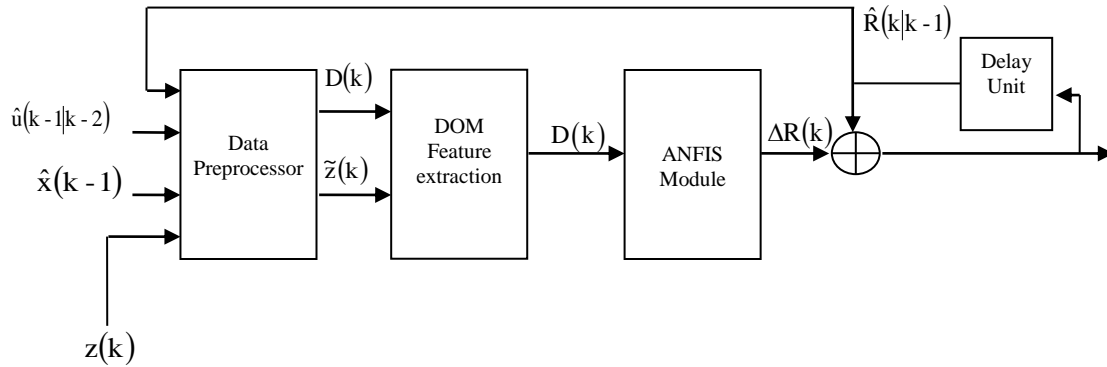 R̂(k|k-1)
Delay
Unit
D(k)
û(k-1|k-2)
Data
Preprocessor
DOM
Feature
extraction
D(k)
ANFIS
Module
ΔR(k)
x̂(k-1)
z̃(k)
z(k)